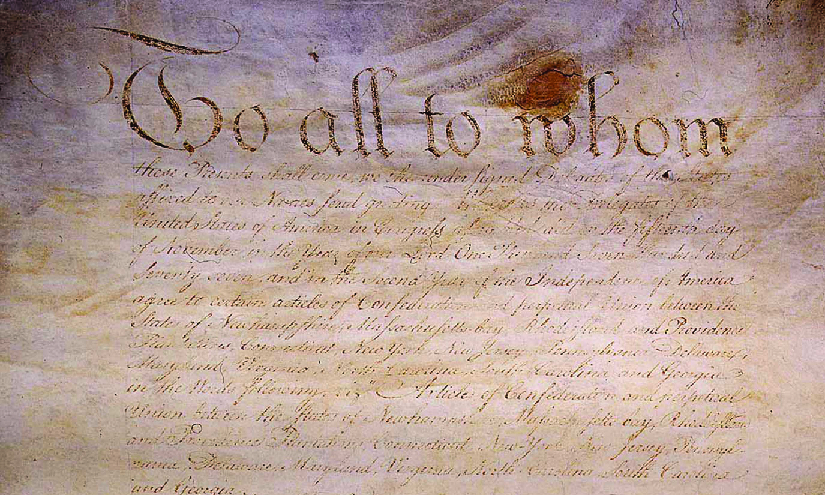 To all to whom
these Presents shall come, we the under signed Delegates of the States
affixed to our Names send greeting. Whereas the Delegates of the
United States of America in Congress assembled did on the fifteenth day
of November in the Year of our Lord One Thousand Seven Hundred and
Seventy seven, and in the Second Year of the Independence of America
agree to certain articles of Confederation and perpetual Union between the
States of Newhampshire, Massachusetts-bay, Rhodeisland and Providence
Plantations, Connecticut, New York, New Jersey, Pennsylvania, Delaware,
Maryland, Virginia, North-Carolina, South-Carolina, and Georgia
in the Words following, viz. "Articles of Confederation and perpetual
Union between the States of Newhampshire, Massachusetts-bay, Rhodeisland
and Providence Plantations, Connecticut, New-York, New-Jersey, Pennsyl-
vania, Delaware, Maryland, Virginia, North-Carolina, South-Carolina
and Georgia.